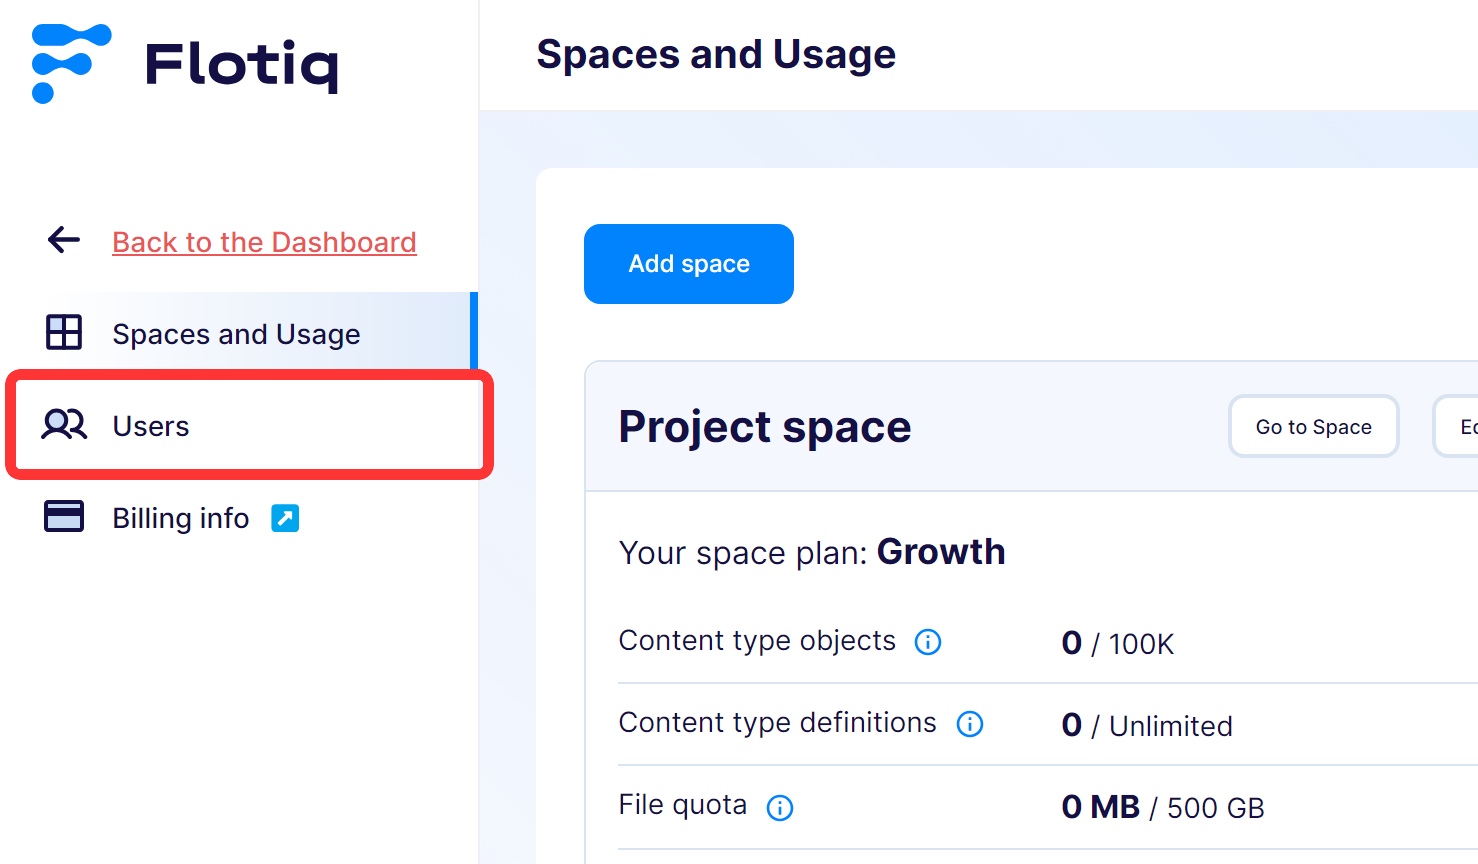 Flotiq
Spaces and Usage
Back to the Dashboard
Spaces and Usage
Users
Billing info
Add space
Project space
Go to Space
Your space plan: Growth
Content type objects 0 / 100K
Content type definitions 0 / Unlimited
File quota 0 MB / 500 GB